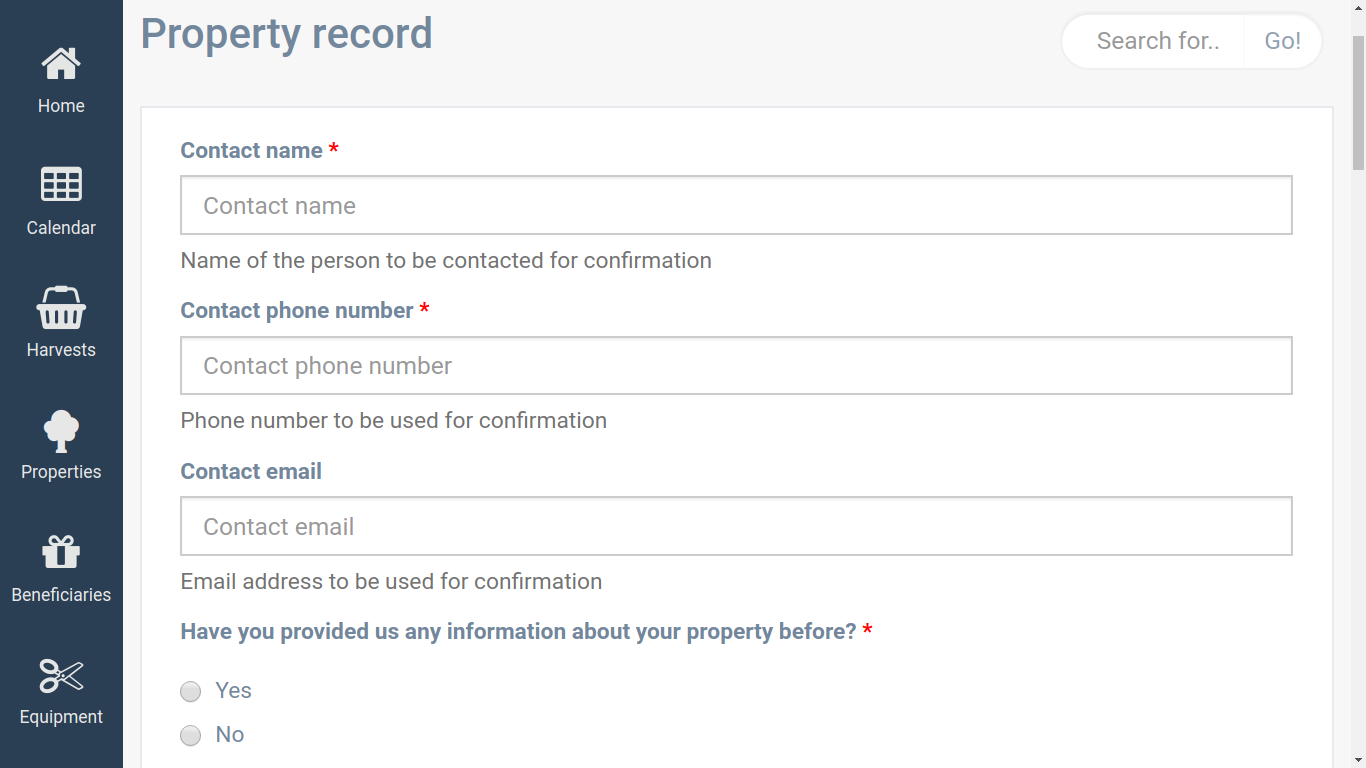 Home
Calendar
Harvests
Properties
Beneficiaries
Equipment
Property record
Search for..
Go!
Contact name *
Contact name
Name of the person to be contacted for confirmation
Contact phone number *
Contact phone number
Phone number to be used for confirmation
Contact email
Contact email
Email address to be used for confirmation
Have you provided us any information about your property before? *
Yes
No